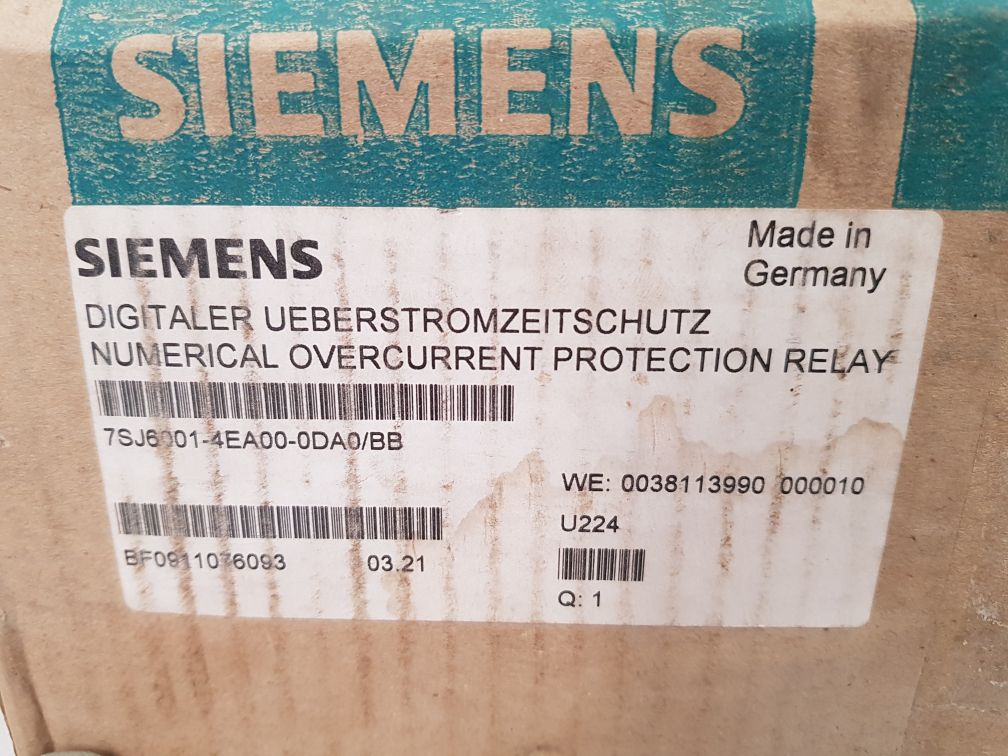 SIEMENS
SIEMENS
Made in
Germany
DIGITALER UEBERSTROMZEITSCHUTZ
NUMERICAL OVERCURRENT PROTECTION RELAY
7SJ6001-4EA00-0DA0/BB
WE: 0038113990 000010
U224
BF0911076093 03.21
Q: 1